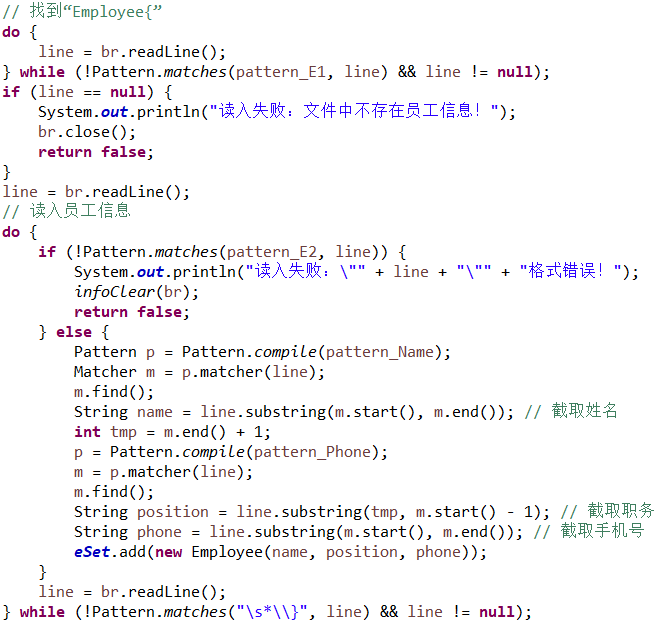 // 找到“Employee{”
do {
    line = br.readLine();
} while (!Pattern.matches(pattern_E1, line) && line != null);
if (line == null) {
    System.out.println("读入失败：文件中不存在员工信息！");
    br.close();
    return false;
}
line = br.readLine();
// 读入员工信息
do {
    if (!Pattern.matches(pattern_E2, line)) {
        System.out.println("读入失败：\"" + line + "\"" + "格式错误！");
        infoClear(br);
        return false;
    } else {
        Pattern p = Pattern.compile(pattern_Name);
        Matcher m = p.matcher(line);
        m.find();
        String name = line.substring(m.start(), m.end()); // 截取姓名
        int tmp = m.end() + 1;
        p = Pattern.compile(pattern_Phone);
        m = p.matcher(line);
        m.find();
        String position = line.substring(tmp, m.start() - 1); // 截取职务
        String phone = line.substring(m.start(), m.end()); // 截取手机号
        eSet.add(new Employee(name, position, phone));
    }
    line = br.readLine();
} while (!Pattern.matches("\s*\\}", line) && line != null);